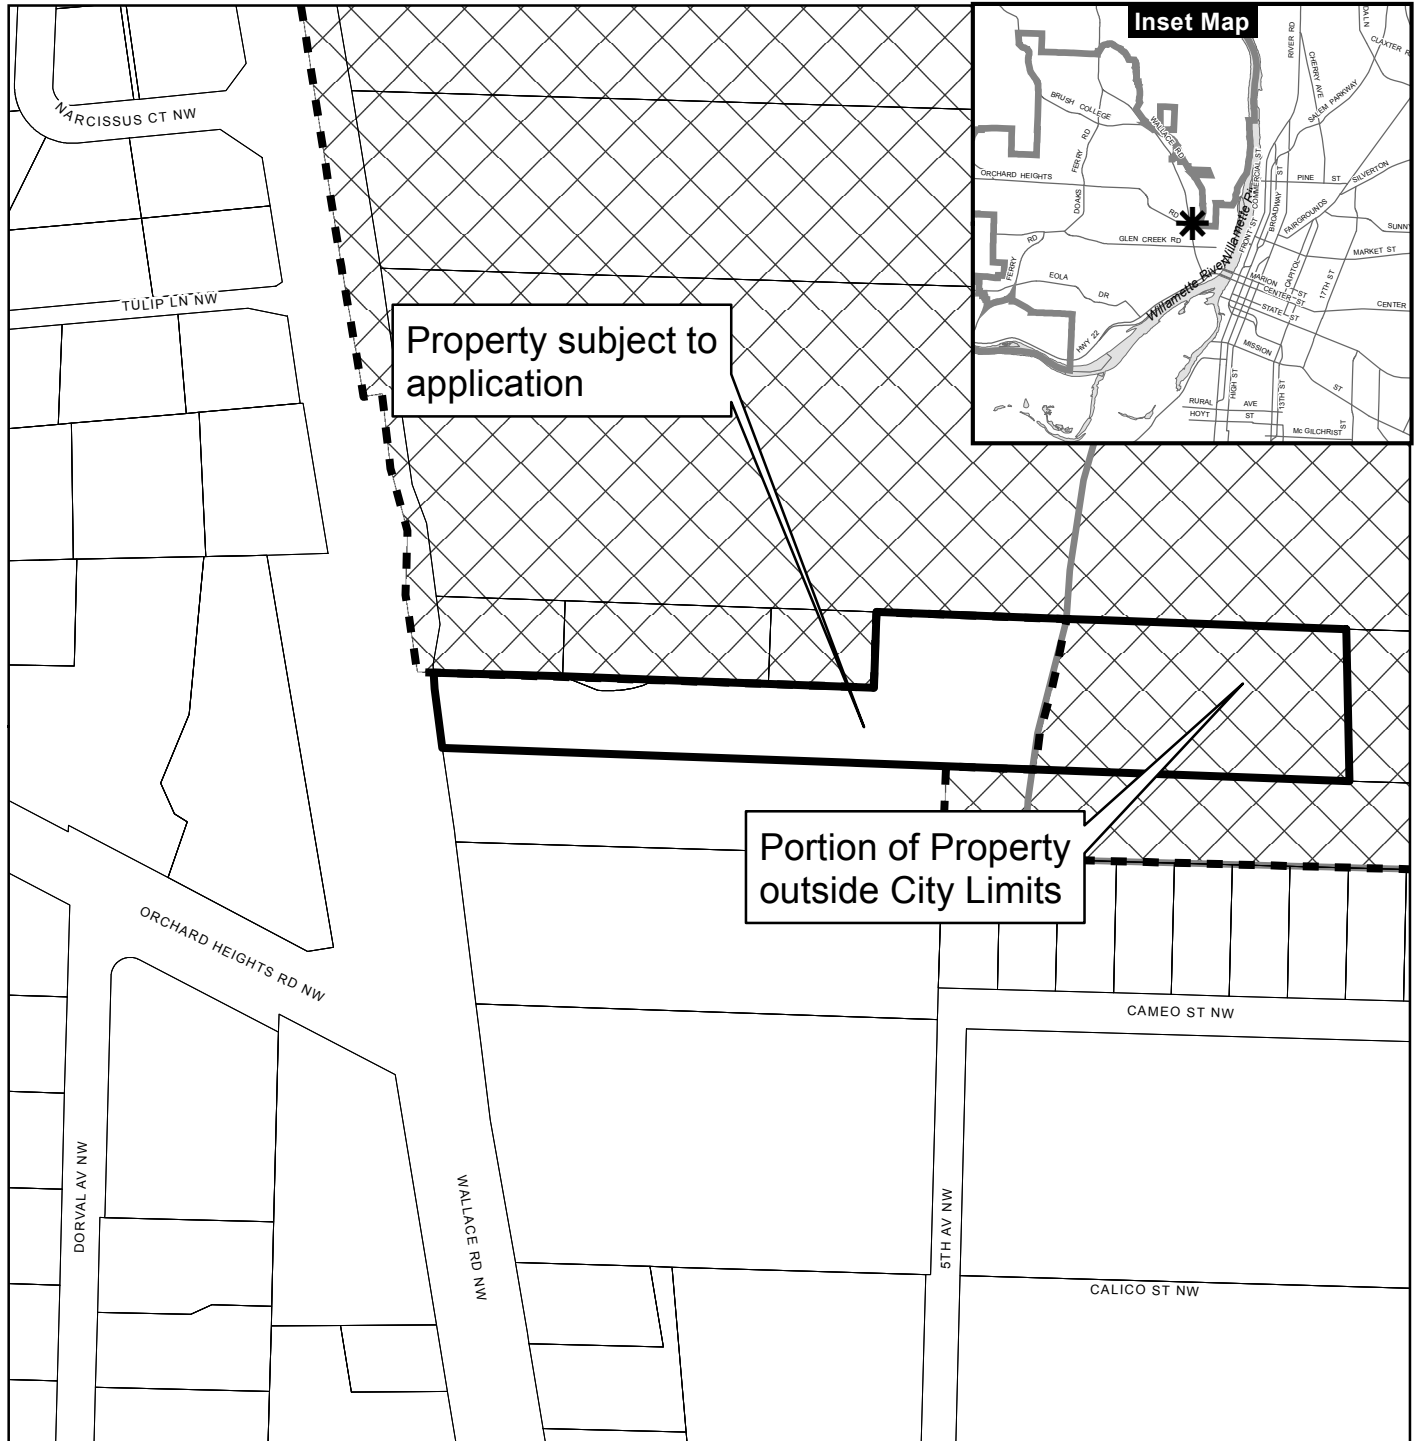 Inset Map
RIVER RD
CHERRY AVE
SALEM PARKWAY
BRUSH COLLEGE
RD
WALLACE RD
FERRY
DOAKS
ORCHARD HEIGHTS
RD
GLEN CREEK RD
PINE ST
SILVERTON
FAIRGROUNDS
BROADWAY
ST
COMMERCIAL ST
FRONT ST
SUNN
MARKET ST
CAPITOL
17TH ST
FERRY
RD
EOLA
DR
Willamette River
MARION ST
CENTER ST
CENTER
STATE ST
HWY 22
MISSION
ST
HIGH ST
13TH ST
RURAL AVE
HOYT ST
ST
Mc GILCHRIST
NARCISSUS CT NW
TULIP LN NW
Property subject to
application
Portion of Property
outside City Limits
ORCHARD HEIGHTS RD NW
CAMEO ST NW
DORVAL AV NW
WALLACE RD NW
5TH AV NW
CALICO ST NW